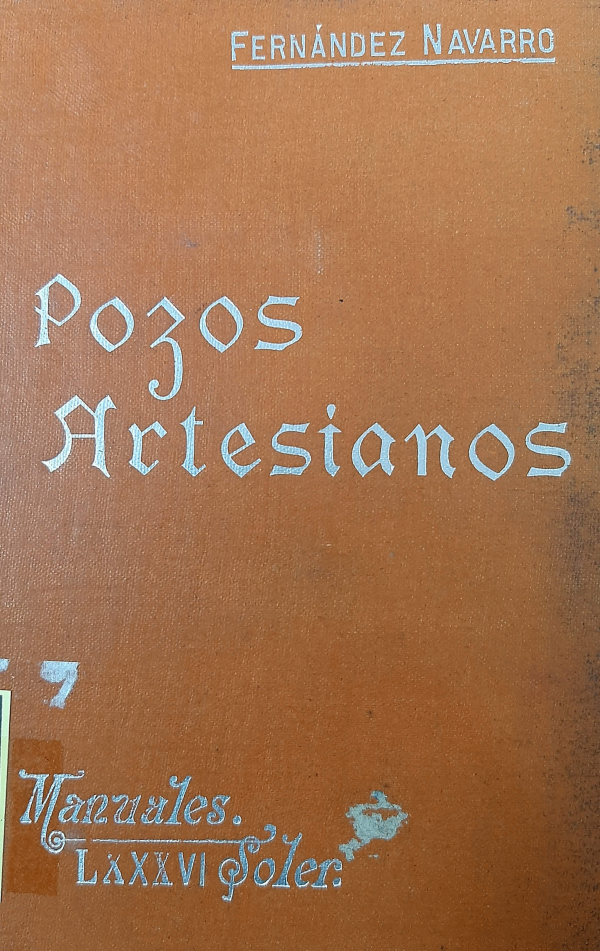 FERNÁNDEZ NAVARRO
Pozos
Artesianos
Manuales.
LXXXVI Soler.